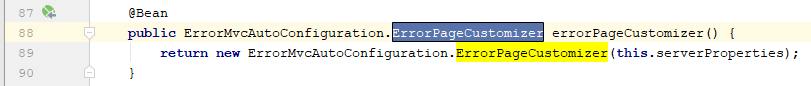 87 @Bean
88 public ErrorMvcAutoConfiguration.ErrorPageCustomizer errorPageCustomizer() {
89 return new ErrorMvcAutoConfiguration.ErrorPageCustomizer(this.serverProperties);
90 }